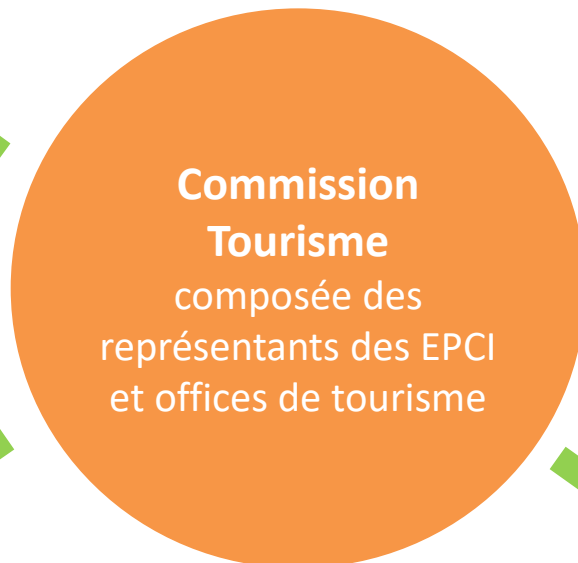 Commission
Tourisme
composée des
représentants des EPCI
et offices de tourisme